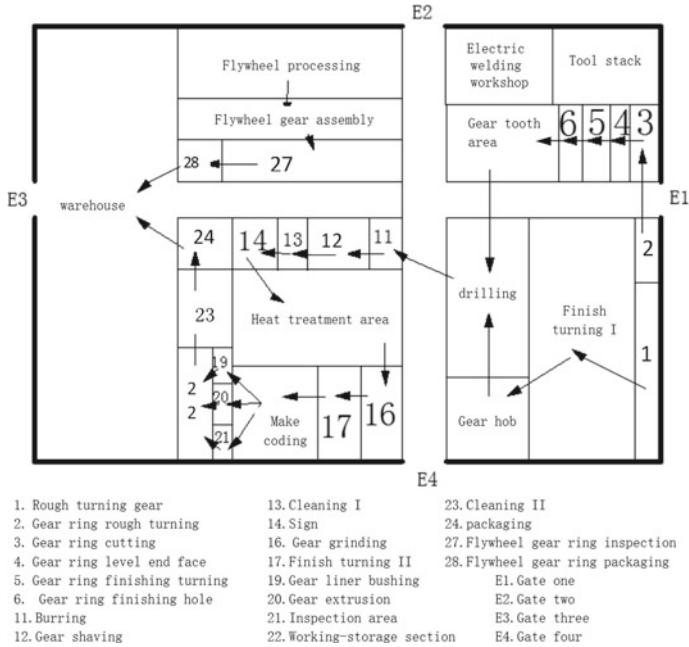 E2
Flywheel processing
Electric
welding
workshop
Tool stack
Flywheel gear assembly
Gear tooth
area
6 5 4 3
28 27
E3
warehouse
E1
24 14 13 12 11
2
drilling
23
Heat treatment area
Finish
turning I
1
19
2
2
20
Make
coding
17
16
Gear hob
21
E4
1. Rough turning gear
2. Gear ring rough turning
3. Gear ring cutting
4. Gear ring level end face
5. Gear ring finishing turning
6. Gear ring finishing hole
11. Burring
12. Gear shaving
13. Cleaning I
14. Sign
16. Gear grinding
17. Finish turning II
19. Gear liner bushing
20. Gear extrusion
21. Inspection area
22. Working-storage section
23. Cleaning II
24. packaging
27. Flywheel gear ring inspection
28. Flywheel gear ring packaging
E1. Gate one
E2. Gate two
E3. Gate three
E4. Gate four